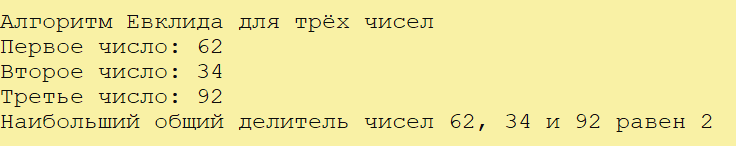 Алгоритм Евклида для трёх чисел
Первое число: 62
Второе число: 34
Третье число: 92
Наибольший общий делитель чисел 62, 34 и 92 равен 2